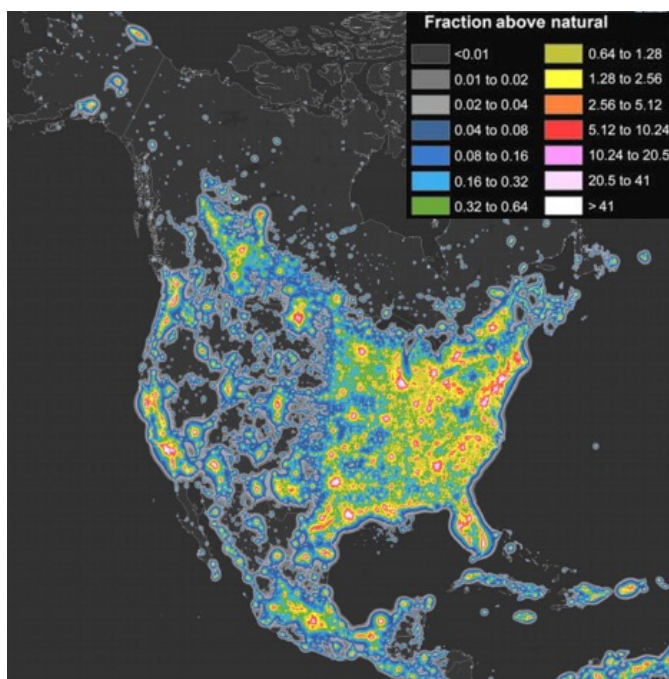 Fraction above natural
<0.01
0.01 to 0.02
0.02 to 0.04
0.04 to 0.08
0.08 to 0.16
0.16 to 0.32
0.32 to 0.64
0.64 to 1.28
1.28 to 2.56
2.56 to 5.12
5.12 to 10.24
10.24 to 20.5
20.5 to 41
> 41